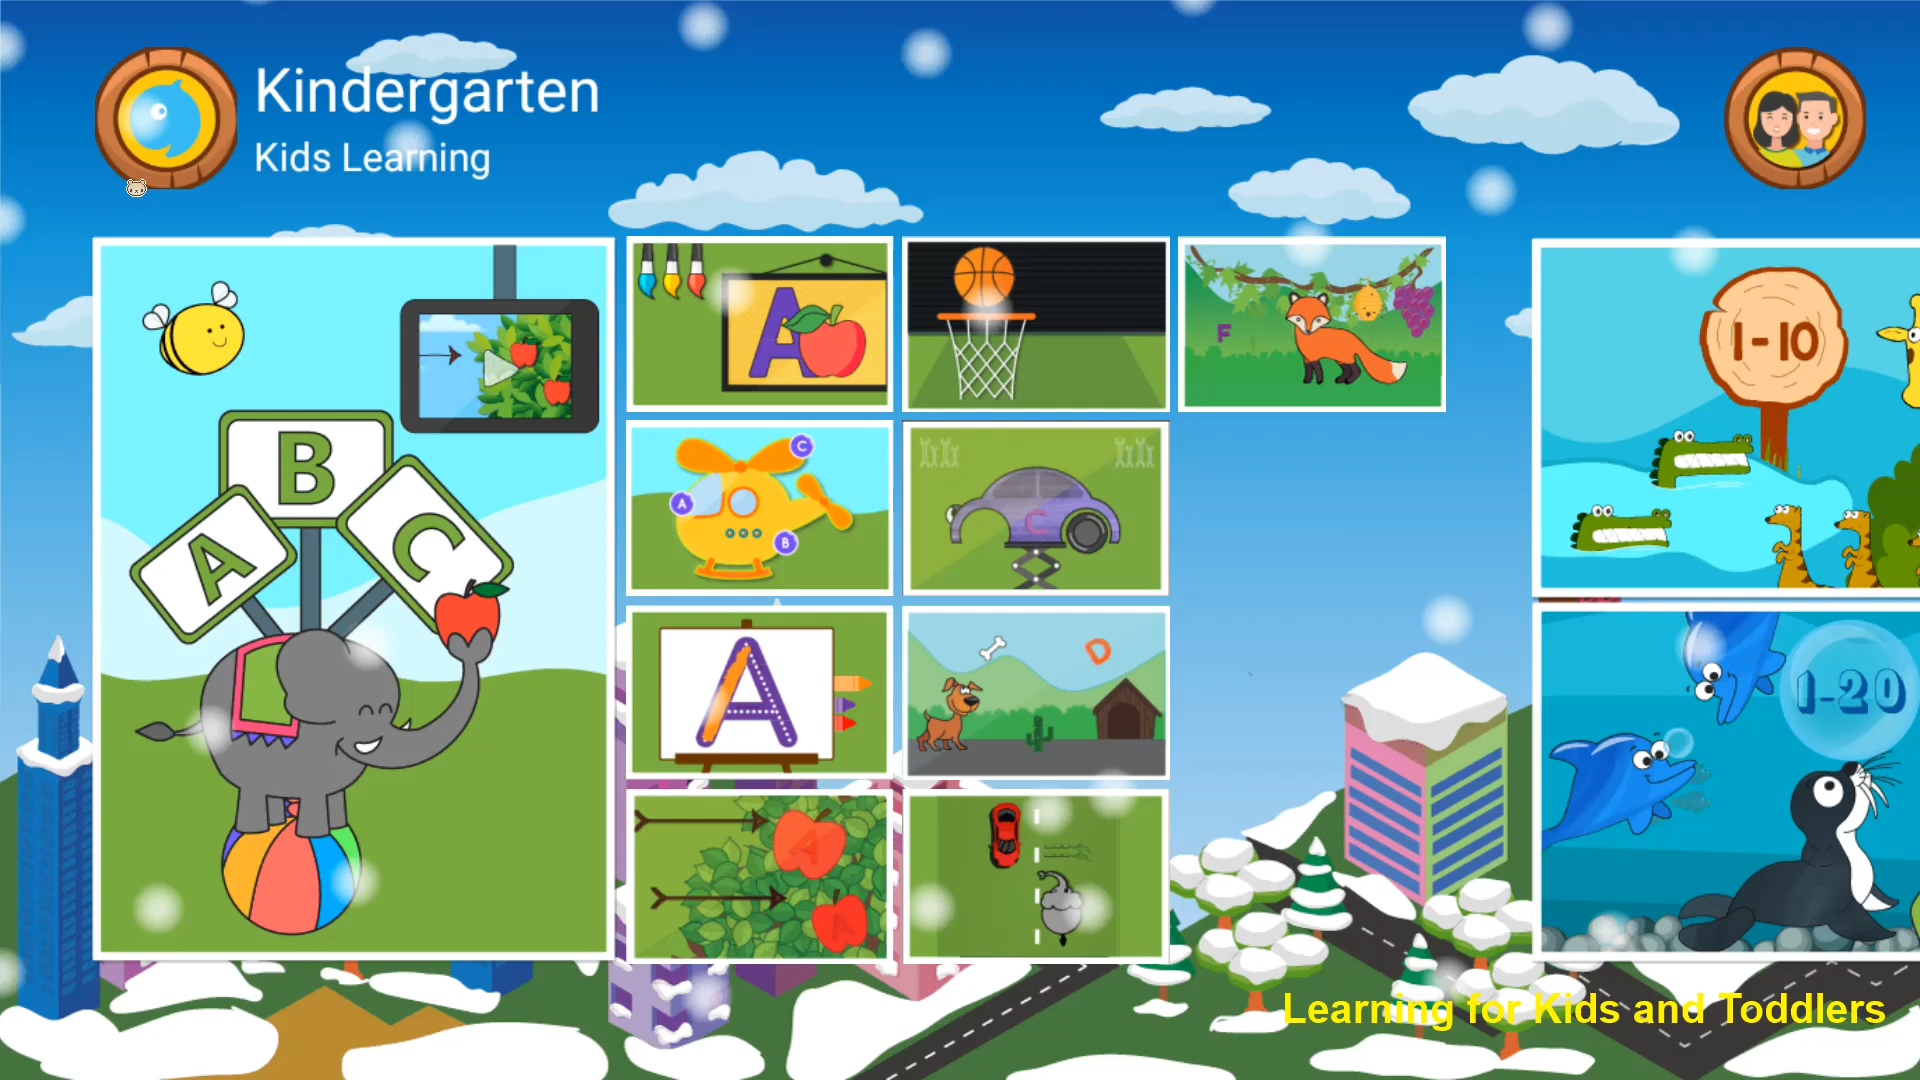 Kindergarten
Kids Learning
A
B
C
A
F
A
B
C
C
A
D
A
A
1-10
1-20
Learning for Kids and Toddlers